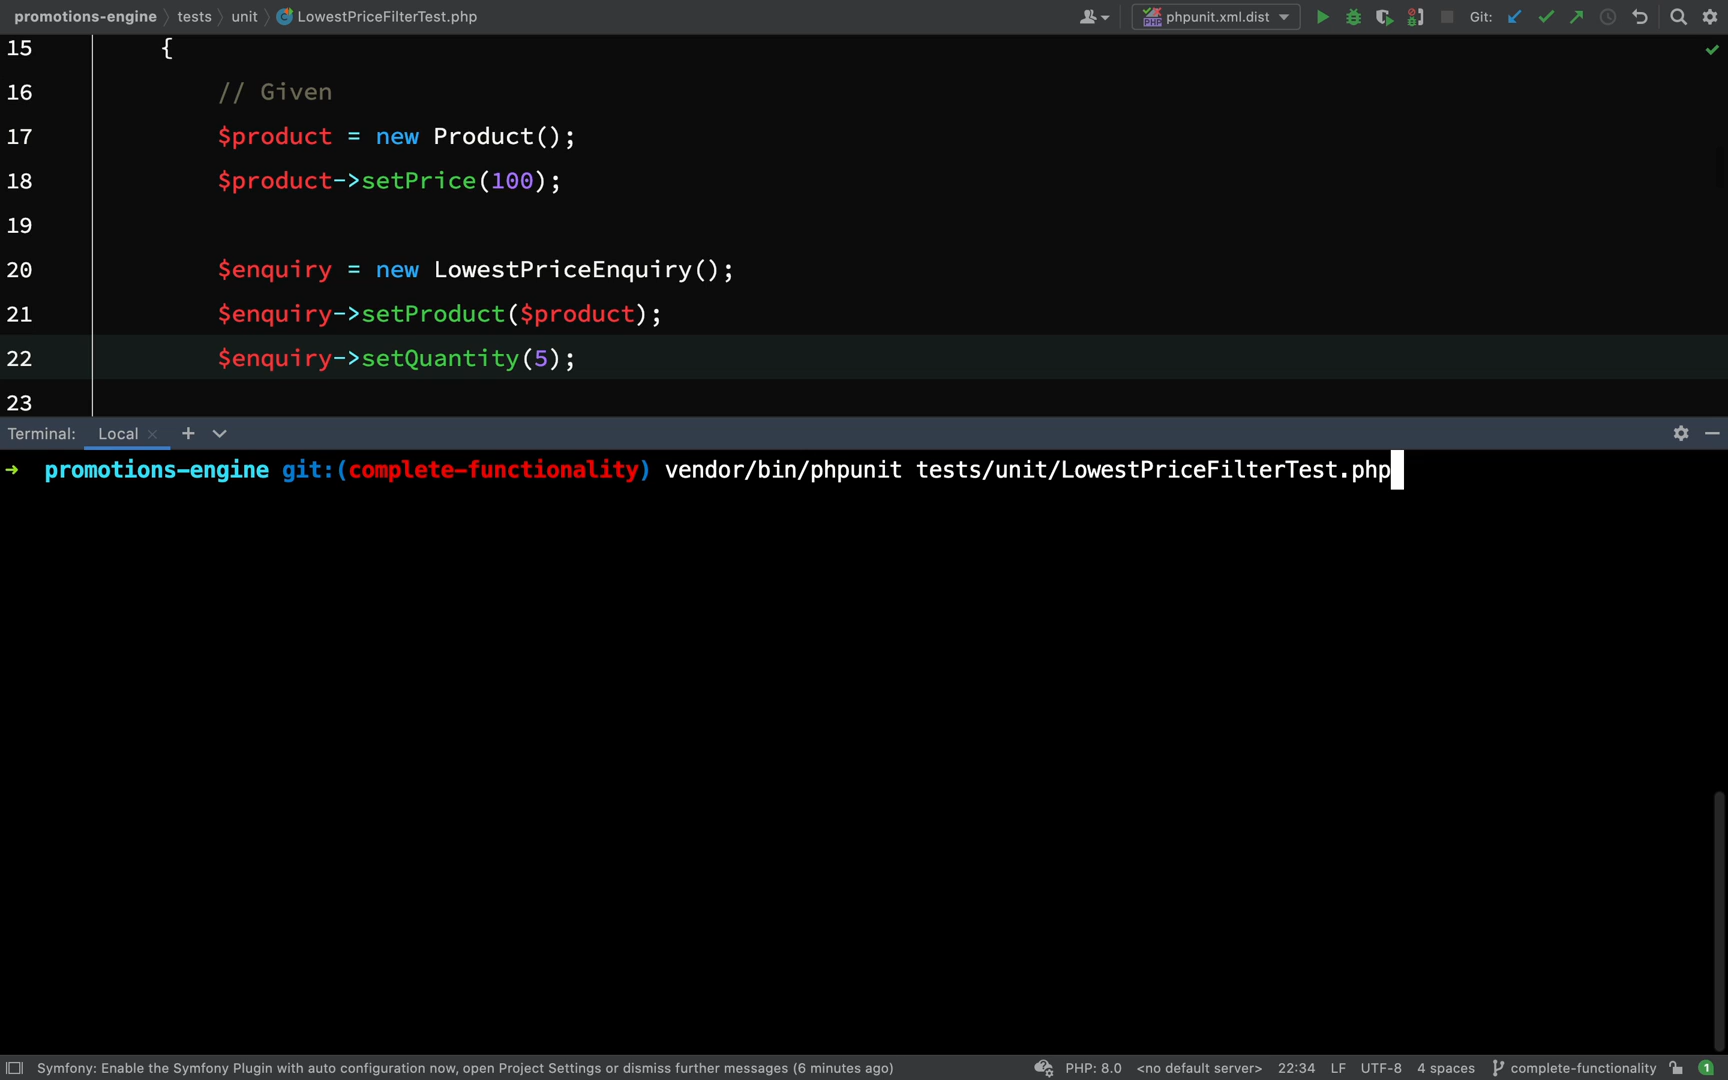 promotions-engine tests unit LowestPriceFilterTest.php phpunit.xml.dist Git:
15 {
16 // Given
17 $product = new Product();
18 $product->setPrice(100);
19
20 $enquiry = new LowestPriceEnquiry();
21 $enquiry->setProduct($product);
22 $enquiry->setQuantity(5);
23
Terminal: Local
→ promotions-engine git:(complete-functionality) vendor/bin/phpunit tests/unit/LowestPriceFilterTest.php
Symfony: Enable the Symfony Plugin with auto configuration now, open Project Settings or dismiss further messages (6 minutes ago) PHP: 8.0 <no default server> 22:34 LF UTF-8 4 spaces complete-functionality 1